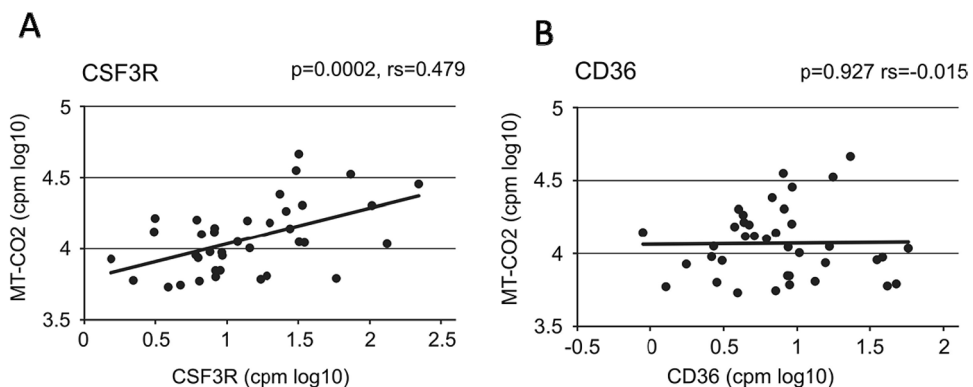 A
CSF3R
p=0.0002, rs=0.479
MT-CO2 (cpm log10)
5
4.5
4
3.5
0
0.5
1
1.5
2
2.5
CSF3R (cpm log10)
B
CD36
p=0.927 rs=-0.015
MT-CO2 (cpm log10)
5
4.5
4
3.5
-0.5
0
0.5
1
1.5
2
CD36 (cpm log10)